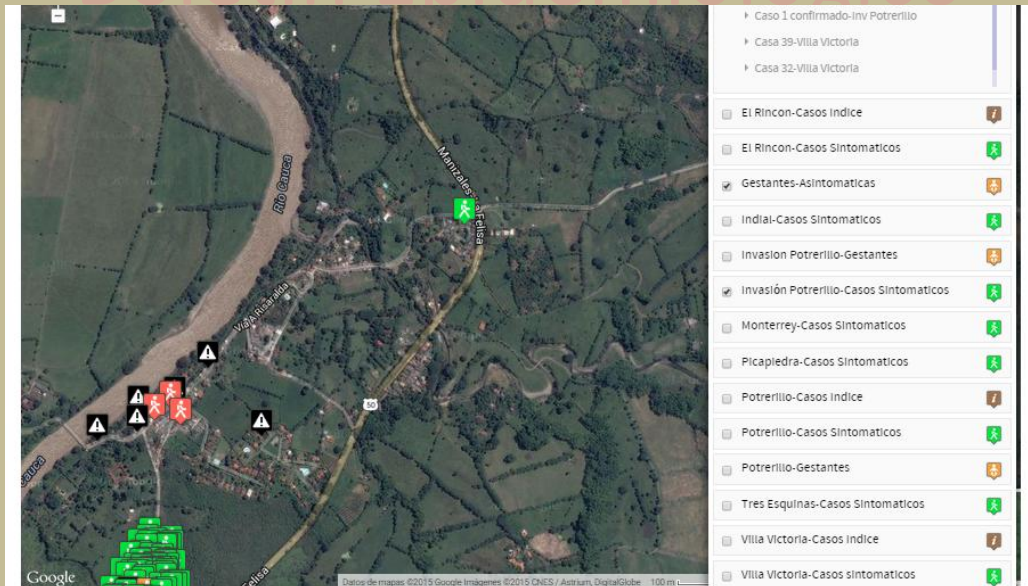 Caso 1 confirmado-Inv Potrerillo
Casa 39-Villa Victoria
Casa 32-Villa Victoria
El Rincon-Casos Indice
El Rincon-Casos Sintomaticos
Gestantes-Asintomaticas
Indial-Casos Sintomaticos
Invasion Potrerillo-Gestantes
Invasión Potrerillo-Casos Sintomaticos
Monterrey-Casos Sintomaticos
Picapiedra-Casos Sintomaticos
Potrerillo-Casos Indice
Potrerillo-Casos Sintomaticos
Potrerillo-Gestantes
Tres Esquinas-Casos Sintomaticos
Villa Victoria-Casos Indice
Villa Victoria-Casos sintomaticos
Río Cauca
Manizales
Felisa
Vía A Risaralda
50
Cauca
Felisa
Google
Datos de mapas ©2015 Google Imágenes ©2015 CNES / Astrium, DigitalGlobe
100 m